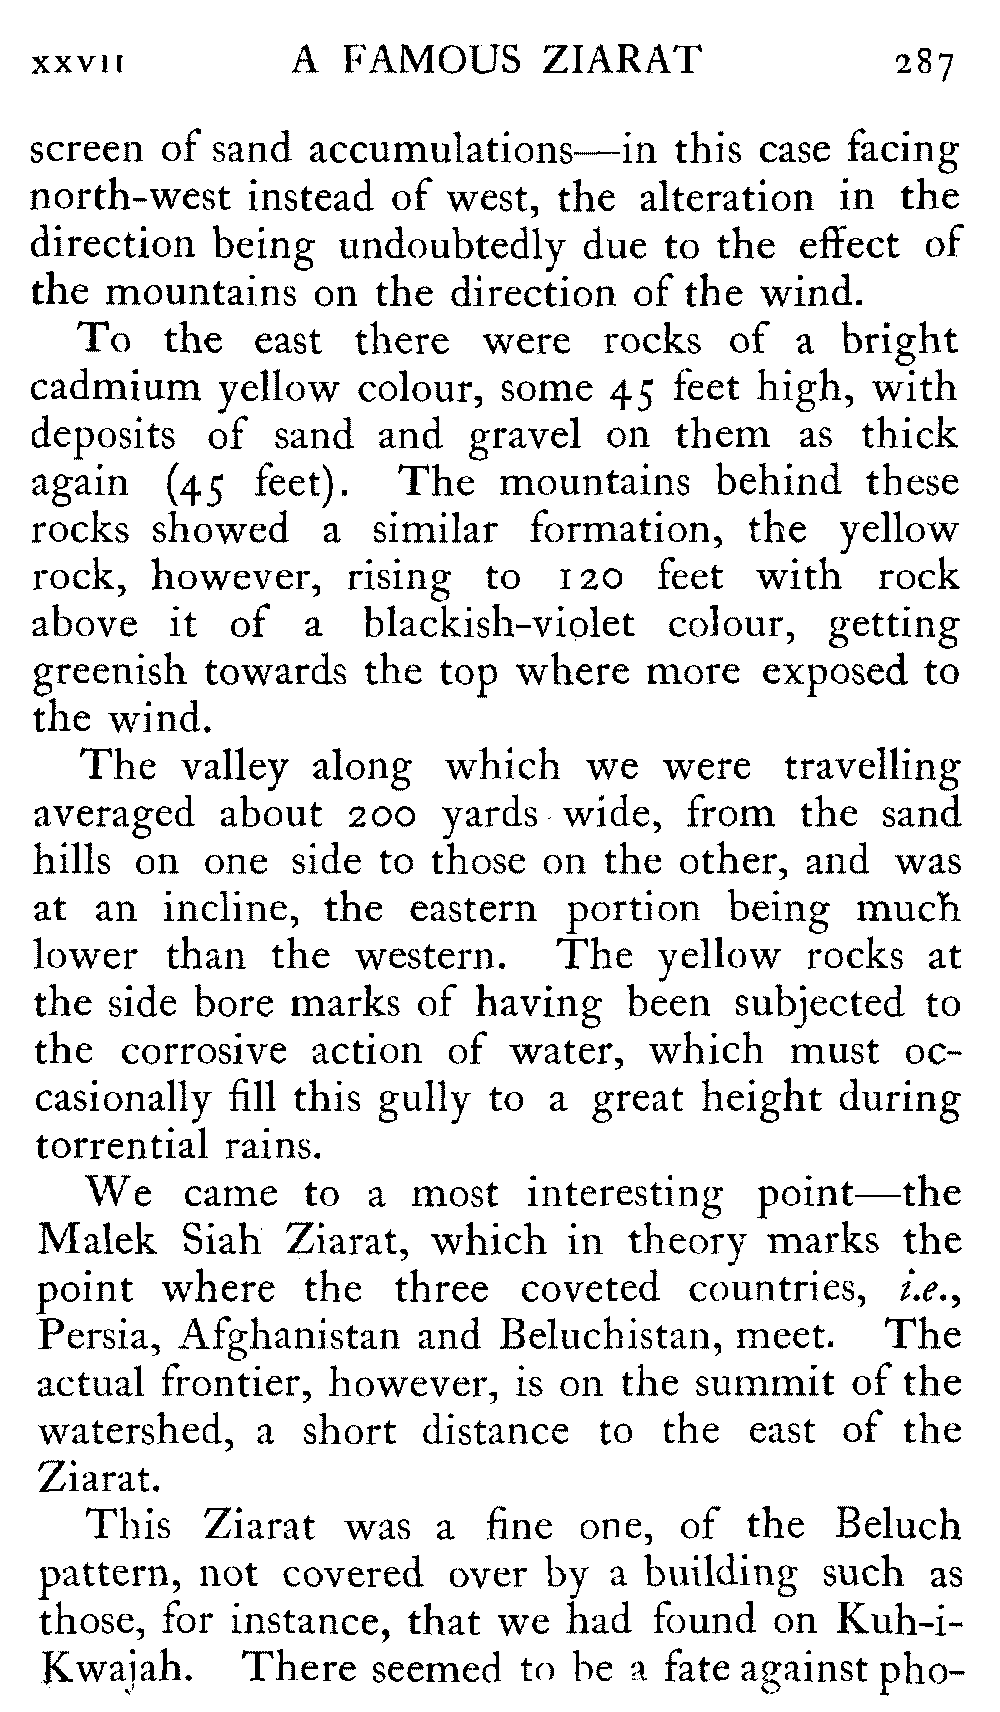 xxvii A FAMOUS ZIARAT 287
screen of sand accumulations—in this case facing
north-west instead of west, the alteration in the
direction being undoubtedly due to the effect of
the mountains on the direction of the wind.
To the east there were rocks of a bright
cadmium yellow colour, some 45 feet high, with
deposits of sand and gravel on them as thick
again (45 feet). The mountains behind these
rocks showed a similar formation, the yellow
rock, however, rising to 120 feet with rock
above it of a blackish-violet colour, getting
greenish towards the top where more exposed to
the wind.
The valley along which we were travelling
averaged about 200 yards wide, from the sand
hills on one side to those on the other, and was
at an incline, the eastern portion being much
lower than the western. The yellow rocks at
the side bore marks of having been subjected to
the corrosive action of water, which must oc-
casionally fill this gully to a great height during
torrential rains.
We came to a most interesting point—the
Malek Siah Ziarat, which in theory marks the
point where the three coveted countries, i.e.,
Persia, Afghanistan and Beluchistan, meet. The
actual frontier, however, is on the summit of the
watershed, a short distance to the east of the
Ziarat.
This Ziarat was a fine one, of the Beluch
pattern, not covered over by a building such as
those, for instance, that we had found on Kuh-i-
Kwajah. There seemed to be a fate against pho-